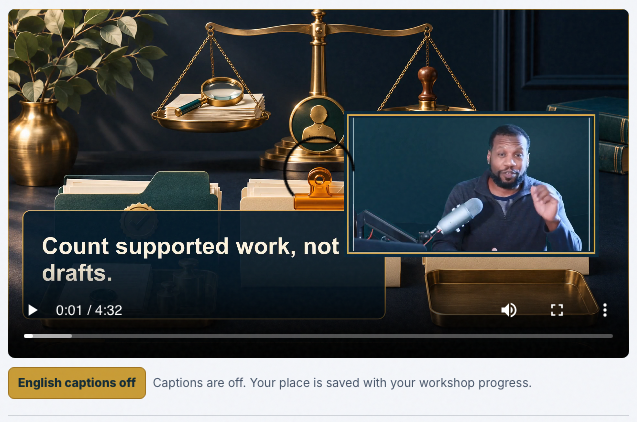 Count supported work, not
drafts.
0:01 / 4:32
English captions off
Captions are off. Your place is saved with your workshop progress.